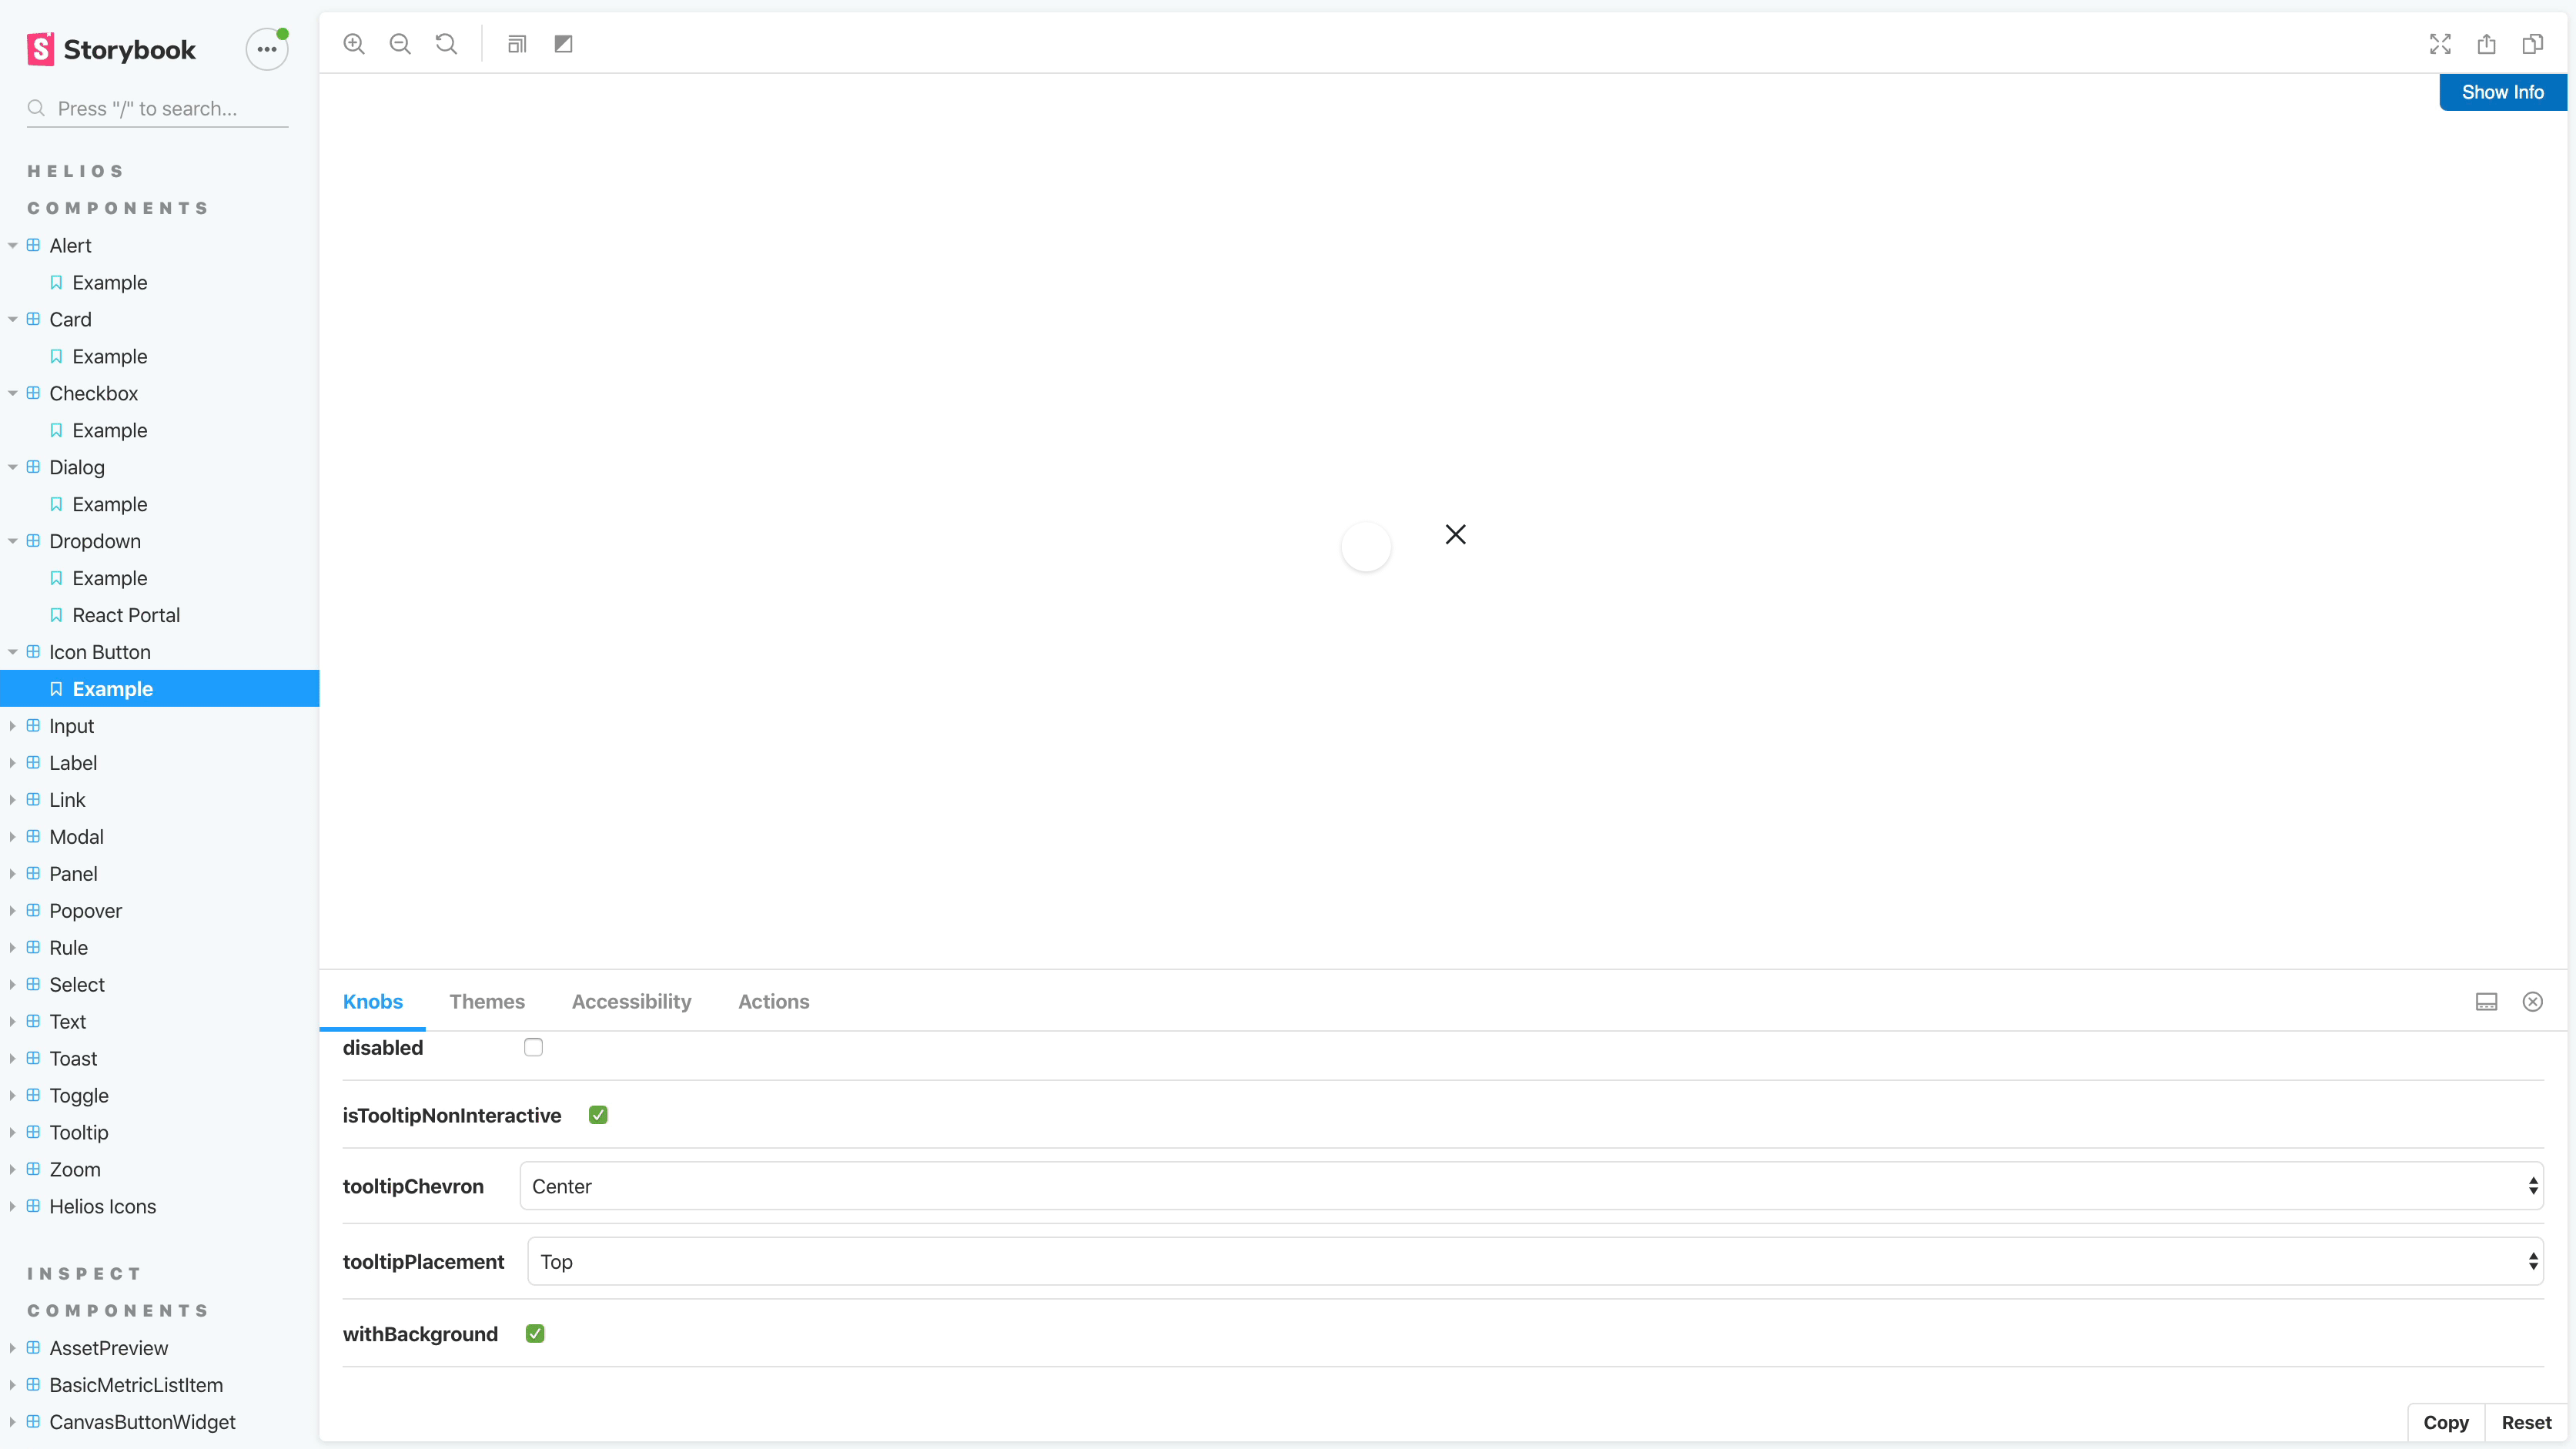 Storybook
Press "/" to search...
HELIOS
COMPONENTS
Alert
Example
Card
Example
Checkbox
Example
Dialog
Example
Dropdown
Example
React Portal
Icon Button
Example
Input
Label
Link
Modal
Panel
Popover
Rule
Select
Text
Toast
Toggle
Tooltip
Zoom
Helios Icons
INSPECT
COMPONENTS
AssetPreview
BasicMetricListItem
CanvasButtonWidget
Show Info
Knobs Themes Accessibility Actions
disabled
isTooltipNonInteractive
tooltipChevron Center
tooltipPlacement Top
withBackground
Copy Reset